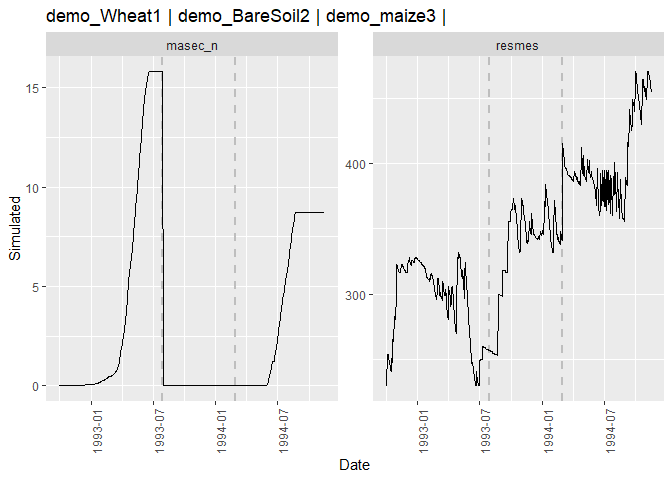 demo_Wheat1 | demo_BareSoil2 | demo_maize3 |
masec_n
resmes
Simulated
15
10
5
0
400
300
1993-01
1993-07
1994-01
1994-07
1993-01
1993-07
1994-01
1994-07
Date